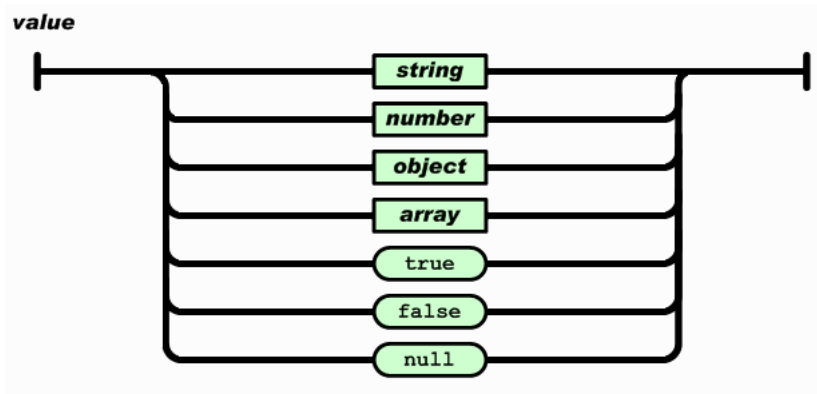 value
string
number
object
array
true
false
null